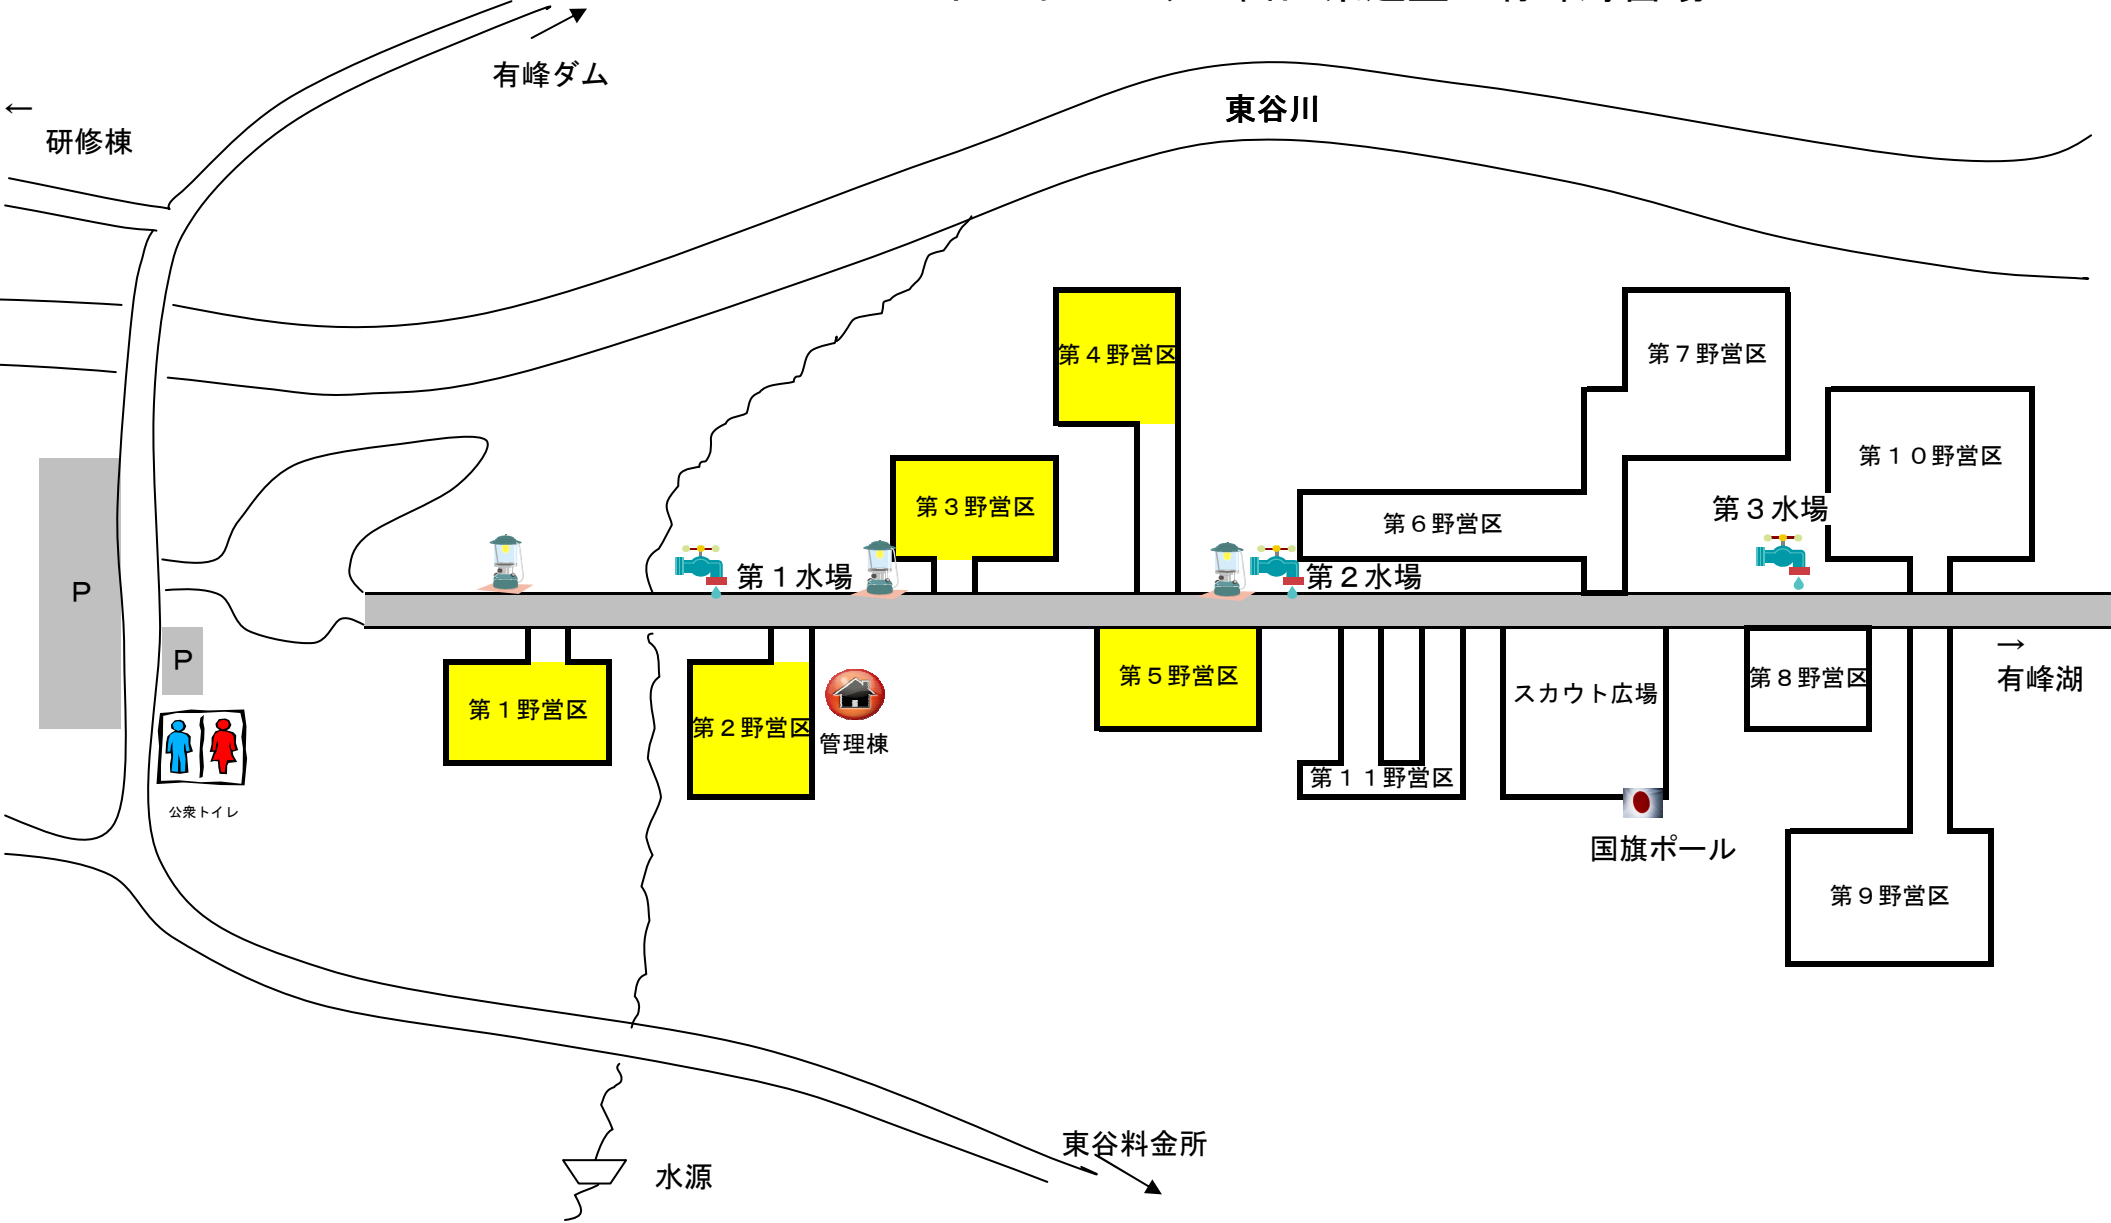 有峰ダム
東谷川
←
研修棟
第４野営区
第７野営区
第１０野営区
第３野営区
第３水場
第６野営区
第１水場
第２水場
P
P
→
有峰湖
第５野営区
第８野営区
スカウト広場
第１野営区
第２野営区
管理棟
第１１野営区
公衆トイレ
国旗ポール
第９野営区
東谷料金所
水源